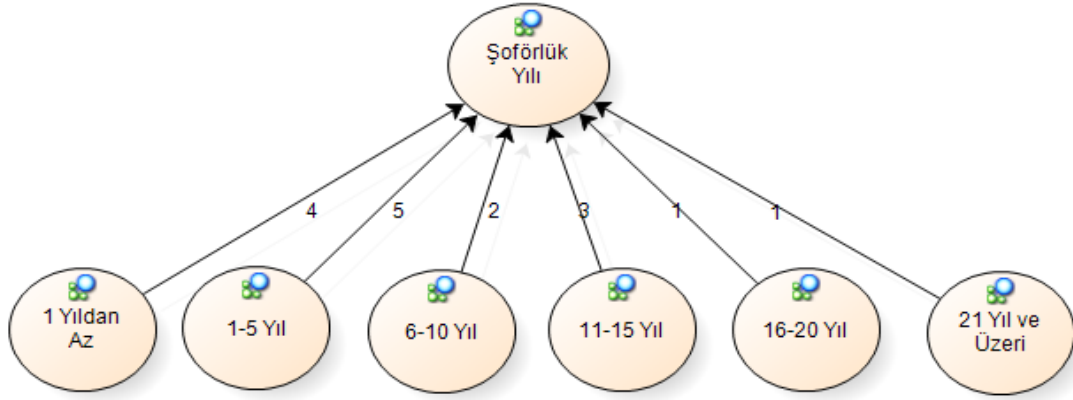 Şoförlük
Yılı
4
5
2
3
1
1
1 Yıldan
Az
1-5 Yıl
6-10 Yıl
11-15 Yıl
16-20 Yıl
21 Yıl ve
Üzeri